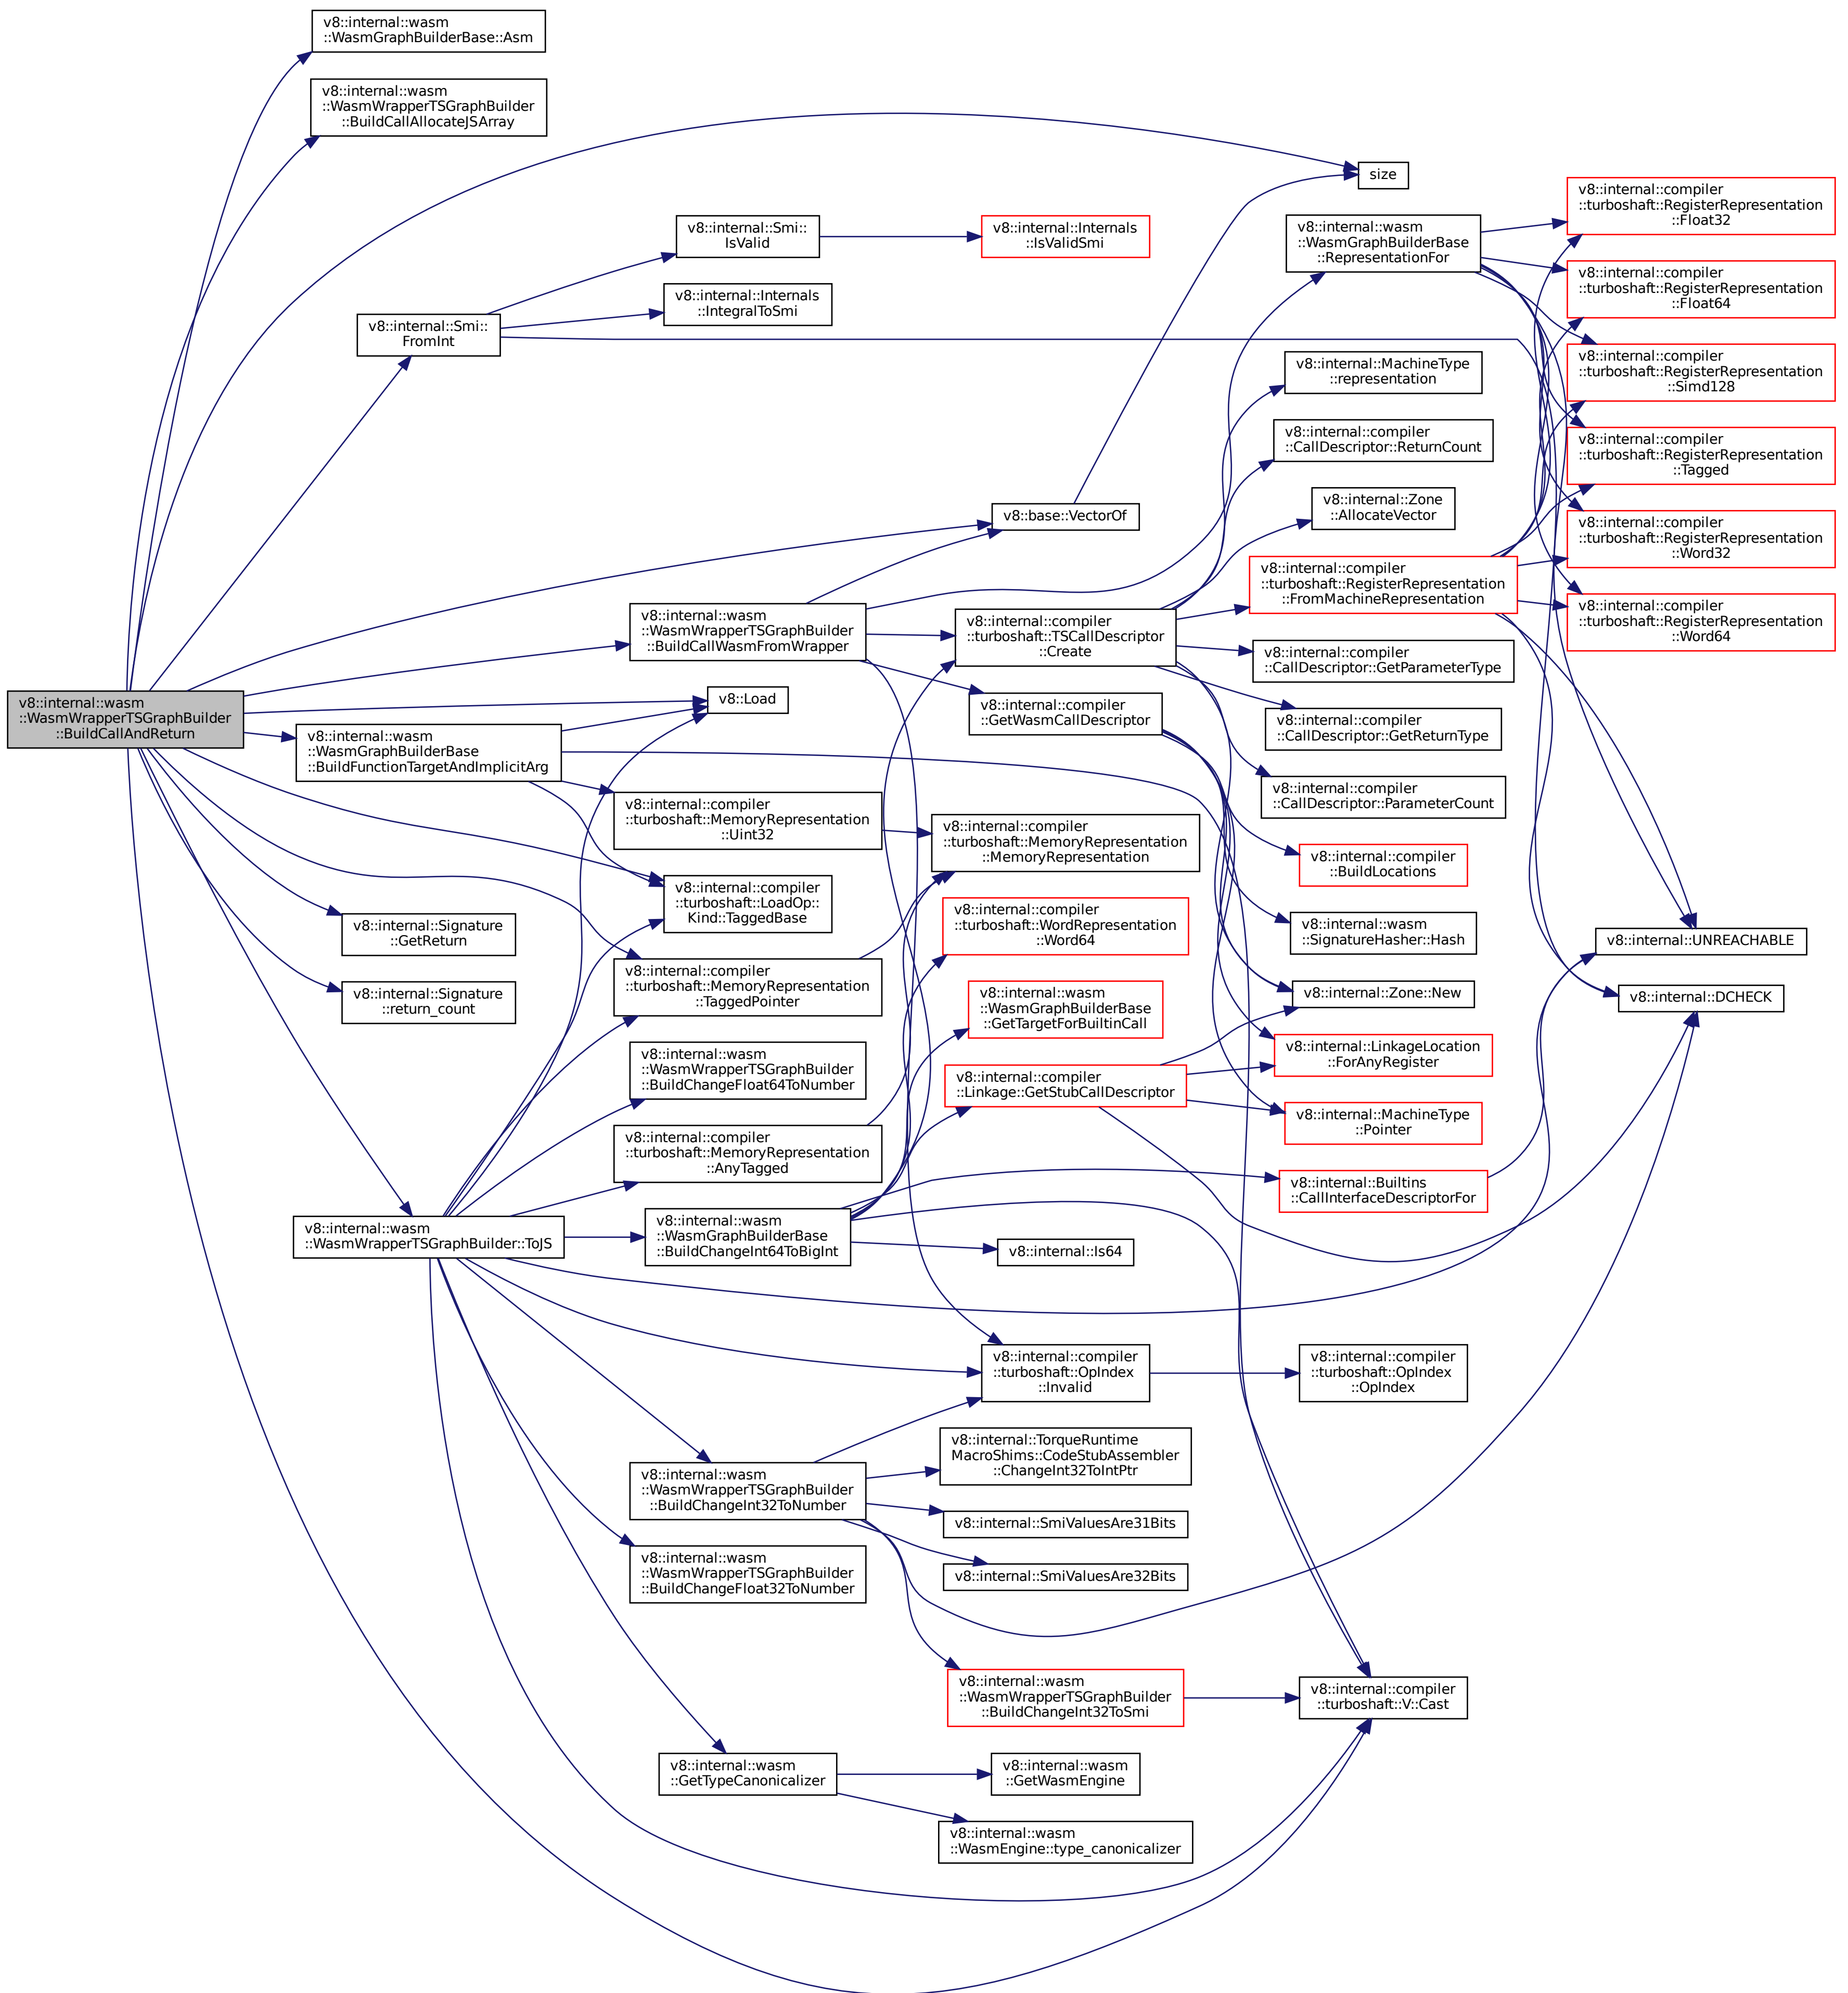 v8::internal::wasm
::WasmGraphBuilderBase::Asm
v8::internal::wasm
::WasmWrapperTSGraphBuilder
::BuildCallAllocateJSArray
size
v8::internal::compiler
::turboshaft::RegisterRepresentation
::Float32
v8::internal::Smi::
IsValid
v8::internal::Internals
::IsValidSmi
v8::internal::wasm
::WasmGraphBuilderBase
::RepresentationFor
v8::internal::compiler
::turboshaft::RegisterRepresentation
::Float64
v8::internal::Internals
::IntegralToSmi
v8::internal::Smi::
FromInt
v8::internal::compiler
::turboshaft::RegisterRepresentation
::Simd128
v8::internal::MachineType
::representation
v8::internal::compiler
::CallDescriptor::ReturnCount
v8::internal::compiler
::turboshaft::RegisterRepresentation
::Tagged
v8::base::VectorOf
v8::internal::Zone
::AllocateVector
v8::internal::compiler
::turboshaft::RegisterRepresentation
::Word32
v8::internal::compiler
::turboshaft::RegisterRepresentation
::FromMachineRepresentation
v8::internal::wasm
::WasmWrapperTSGraphBuilder
::BuildCallWasmFromWrapper
v8::internal::compiler
::turboshaft::TSCallDescriptor
::Create
v8::internal::compiler
::turboshaft::RegisterRepresentation
::Word64
v8::internal::compiler
::CallDescriptor::GetParameterType
v8::internal::wasm
::WasmWrapperTSGraphBuilder
::BuildCallAndReturn
v8::Load
v8::internal::compiler
::GetWasmCallDescriptor
v8::internal::compiler
::CallDescriptor::GetReturnType
v8::internal::wasm
::WasmGraphBuilderBase
::BuildFunctionTargetAndImplicitArg
v8::internal::compiler
::CallDescriptor::ParameterCount
v8::internal::compiler
::turboshaft::MemoryRepresentation
::Uint32
v8::internal::compiler
::turboshaft::MemoryRepresentation
::MemoryRepresentation
v8::internal::compiler
::BuildLocations
v8::internal::compiler
::turboshaft::LoadOp::
Kind::TaggedBase
v8::internal::Signature
::GetReturn
v8::internal::compiler
::turboshaft::WordRepresentation
::Word64
v8::internal::wasm
::SignatureHasher::Hash
v8::internal::UNREACHABLE
v8::internal::Signature
::return_count
v8::internal::compiler
::turboshaft::MemoryRepresentation
::TaggedPointer
v8::internal::wasm
::WasmGraphBuilderBase
::GetTargetForBuiltinCall
v8::internal::Zone::New
v8::internal::DCHECK
v8::internal::wasm
::WasmWrapperTSGraphBuilder
::BuildChangeFloat64ToNumber
v8::internal::compiler
::Linkage::GetStubCallDescriptor
v8::internal::LinkageLocation
::ForAnyRegister
v8::internal::MachineType
::Pointer
v8::internal::compiler
::turboshaft::MemoryRepresentation
::AnyTagged
v8::internal::Builtins
::CallInterfaceDescriptorFor
v8::internal::wasm
::WasmWrapperTSGraphBuilder::ToJS
v8::internal::wasm
::WasmGraphBuilderBase
::BuildChangeInt64ToBigInt
v8::internal::Is64
v8::internal::compiler
::turboshaft::OpIndex
::Invalid
v8::internal::compiler
::turboshaft::OpIndex
::OpIndex
v8::internal::TorqueRuntime
MacroShims::CodeStubAssembler
::ChangeInt32ToIntPtr
v8::internal::wasm
::WasmWrapperTSGraphBuilder
::BuildChangeInt32ToNumber
v8::internal::SmiValuesAre31Bits
v8::internal::SmiValuesAre32Bits
v8::internal::wasm
::WasmWrapperTSGraphBuilder
::BuildChangeFloat32ToNumber
v8::internal::wasm
::WasmWrapperTSGraphBuilder
::BuildChangeInt32ToSmi
v8::internal::compiler
::turboshaft::V::Cast
v8::internal::wasm
::GetTypeCanonicalizer
v8::internal::wasm
::GetWasmEngine
v8::internal::wasm
::WasmEngine::type_canonicalizer